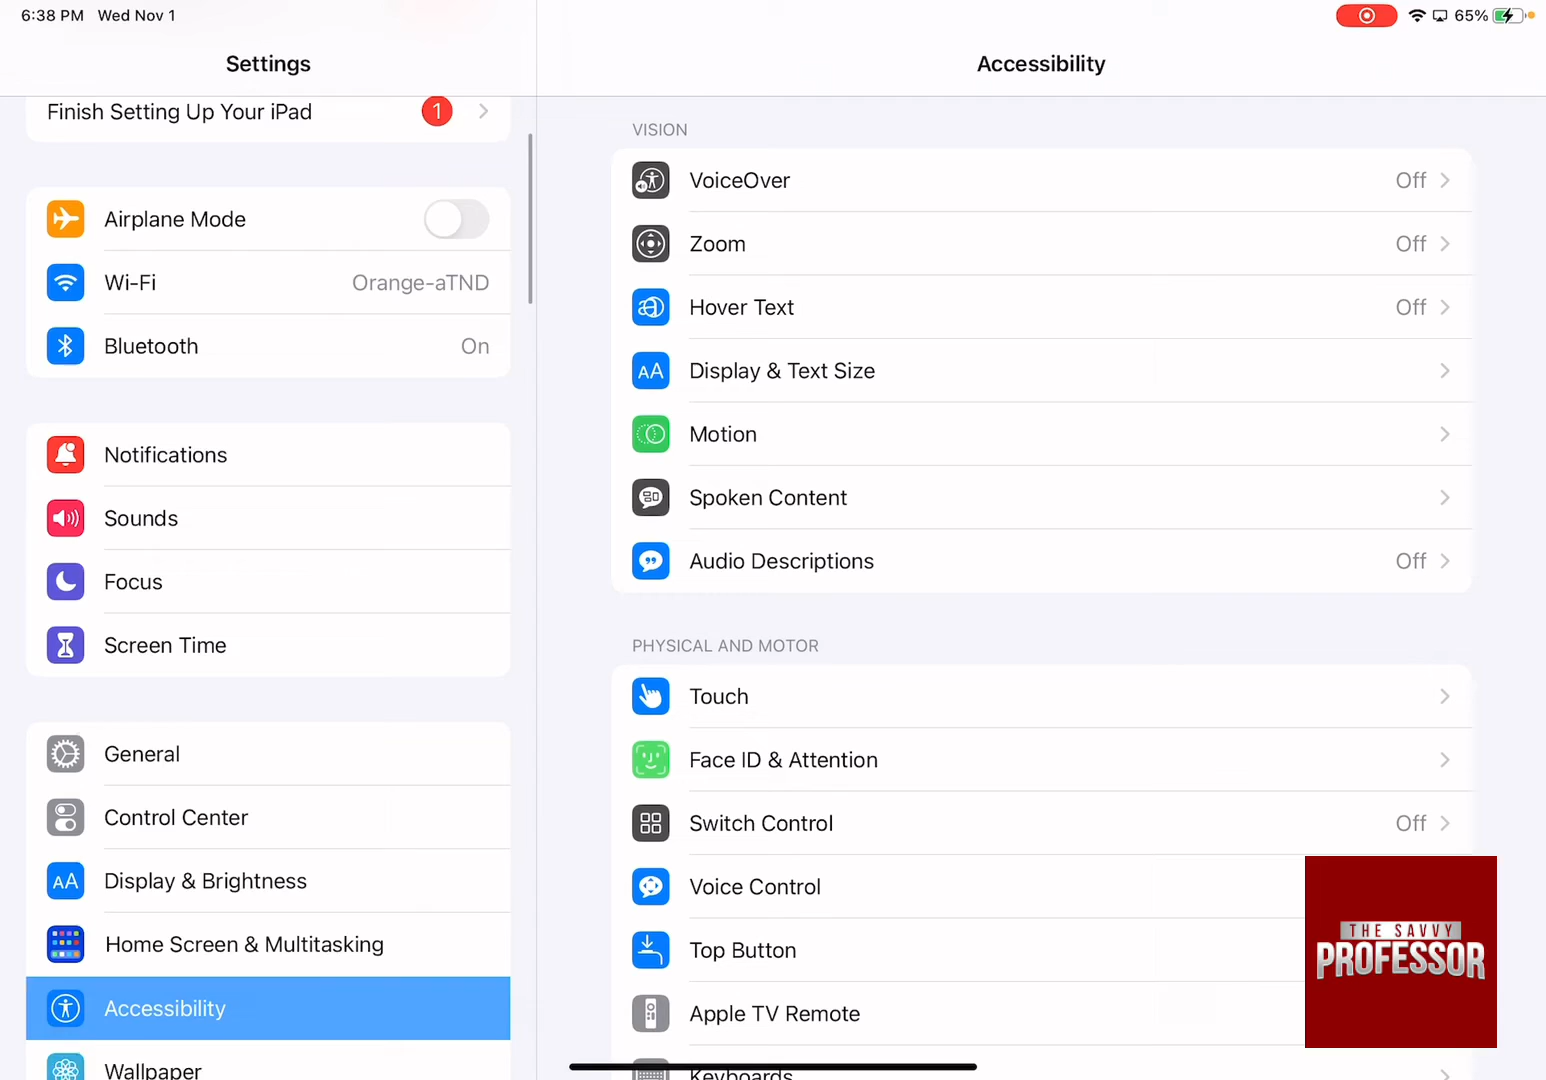 6:38 PM Wed Nov 1
65%
Settings
Finish Setting Up Your iPad 1
Airplane Mode
Wi-Fi Orange-aTND
Bluetooth On
Notifications
Sounds
Focus
Screen Time
General
Control Center
Display & Brightness
Home Screen & Multitasking
Accessibility
Wallpaper
Accessibility
VISION
VoiceOver Off
Zoom Off
Hover Text Off
AA Display & Text Size
Motion
Spoken Content
Audio Descriptions Off
PHYSICAL AND MOTOR
Touch
Face ID & Attention
Switch Control Off
Voice Control
Top Button
Apple TV Remote
Keyboards
THE SAVVY
PROFESSOR